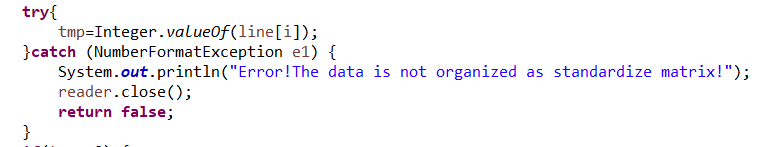 try{
tmp=Integer.valueOf(line[i]);
}catch (NumberFormatException e1) {
System.out.println("Error!The data is not organized as standardize matrix!");
reader.close();
return false;
}